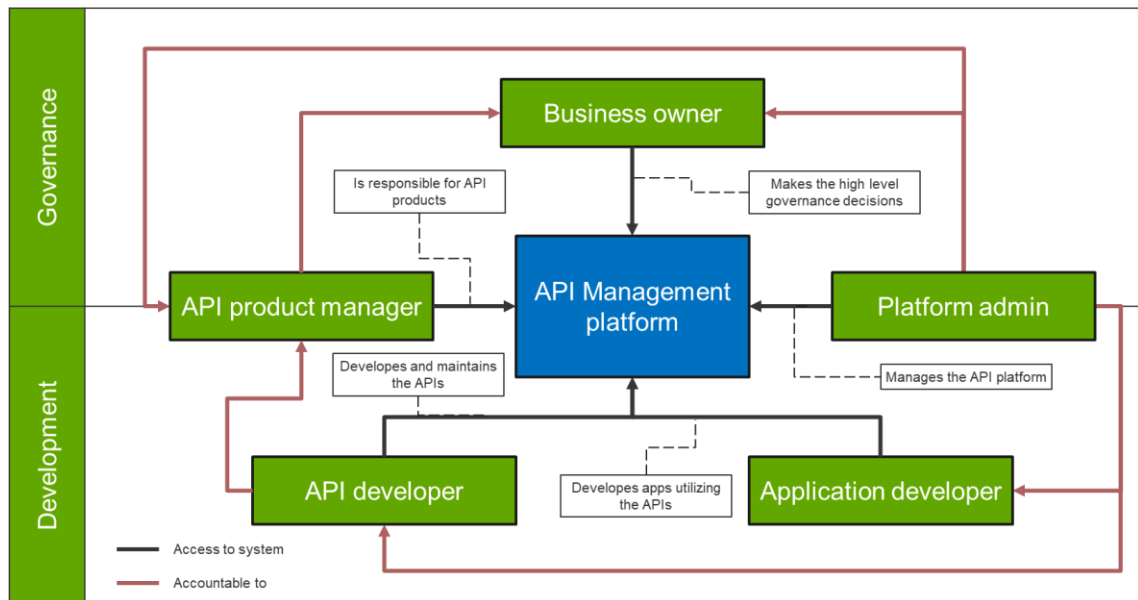 Governance
Business owner
Is responsible for API
products
Makes the high level
governance decisions
API product manager
API Management
platform
Platform admin
Developes and maintains
the APIs
Manages the API platform
Development
API developer
Developes apps utilizing
the APIs
Application developer
Access to system
Accountable to